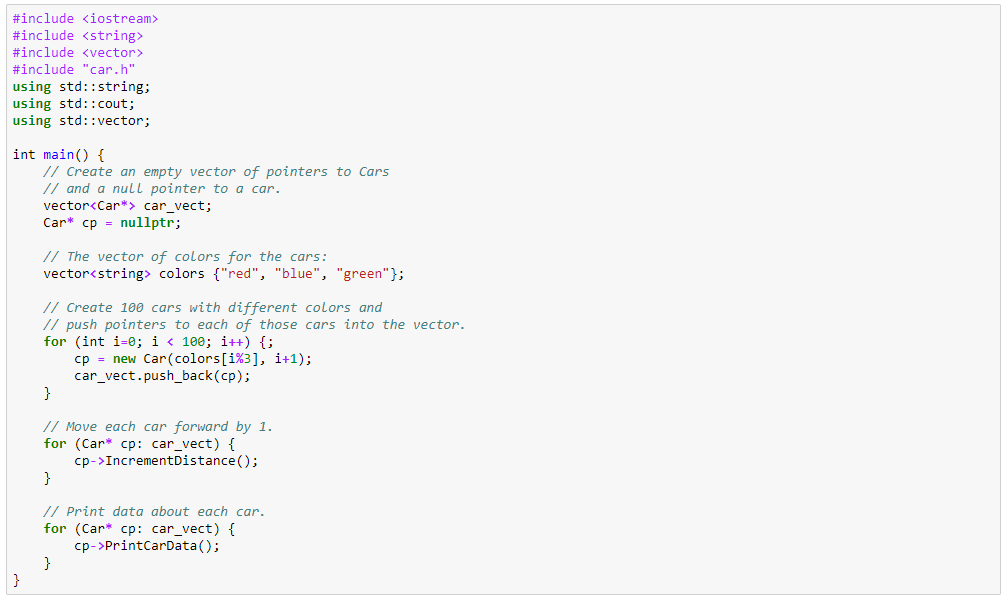 #include <iostream>
#include <string>
#include <vector>
#include "car.h"
using std::string;
using std::cout;
using std::vector;

int main() {
    // Create an empty vector of pointers to Cars
    // and a null pointer to a car.
    vector<Car*> car_vect;
    Car* cp = nullptr;

    // The vector of colors for the cars:
    vector<string> colors {"red", "blue", "green"};

    // Create 100 cars with different colors and
    // push pointers to each of those cars into the vector.
    for (int i=0; i < 100; i++) {;
        cp = new Car(colors[i%3], i+1);
        car_vect.push_back(cp);
    }

    // Move each car forward by 1.
    for (Car* cp: car_vect) {
        cp->IncrementDistance();
    }

    // Print data about each car.
    for (Car* cp: car_vect) {
        cp->PrintCarData();
    }
}